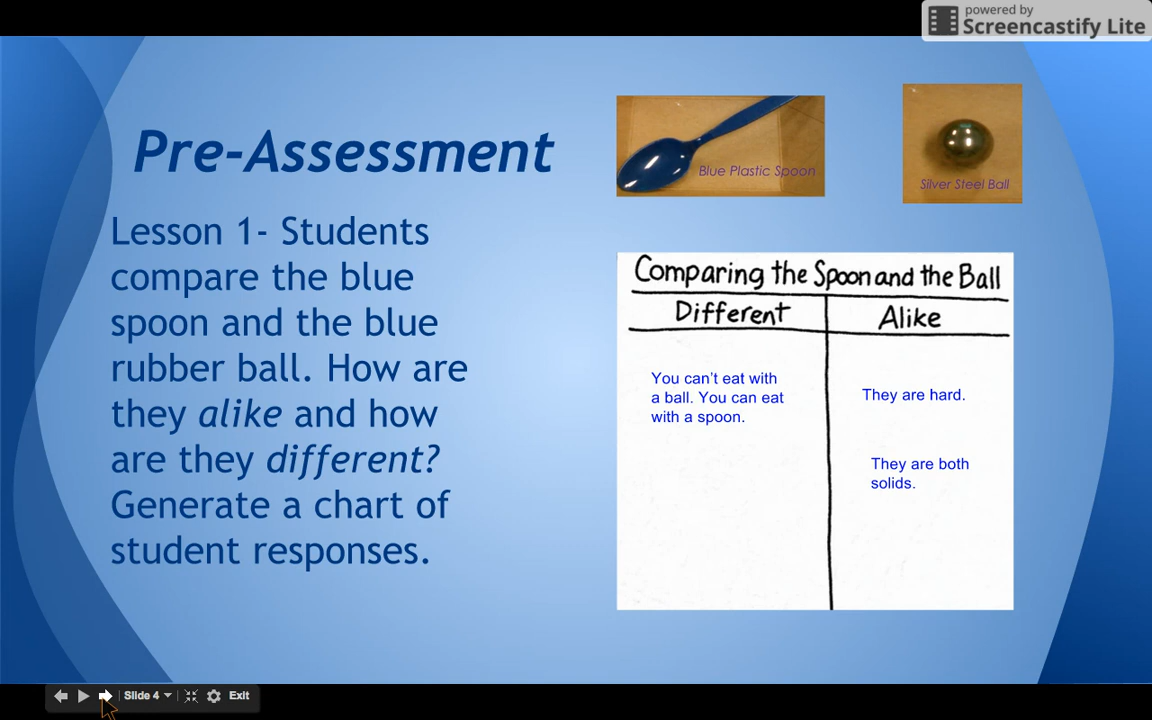 powered by
Screencastify Lite
Pre-Assessment
Lesson 1- Students
compare the blue
spoon and the blue
rubber ball. How are
they alike and how
are they different?
Generate a chart of
student responses.
Blue Plastic Spoon
Silver Steel Ball
Comparing the Spoon and the Ball
Different
Alike
You can't eat with
a ball. You can eat
with a spoon.
They are hard.
They are both
solids.
Slide 4
Exit